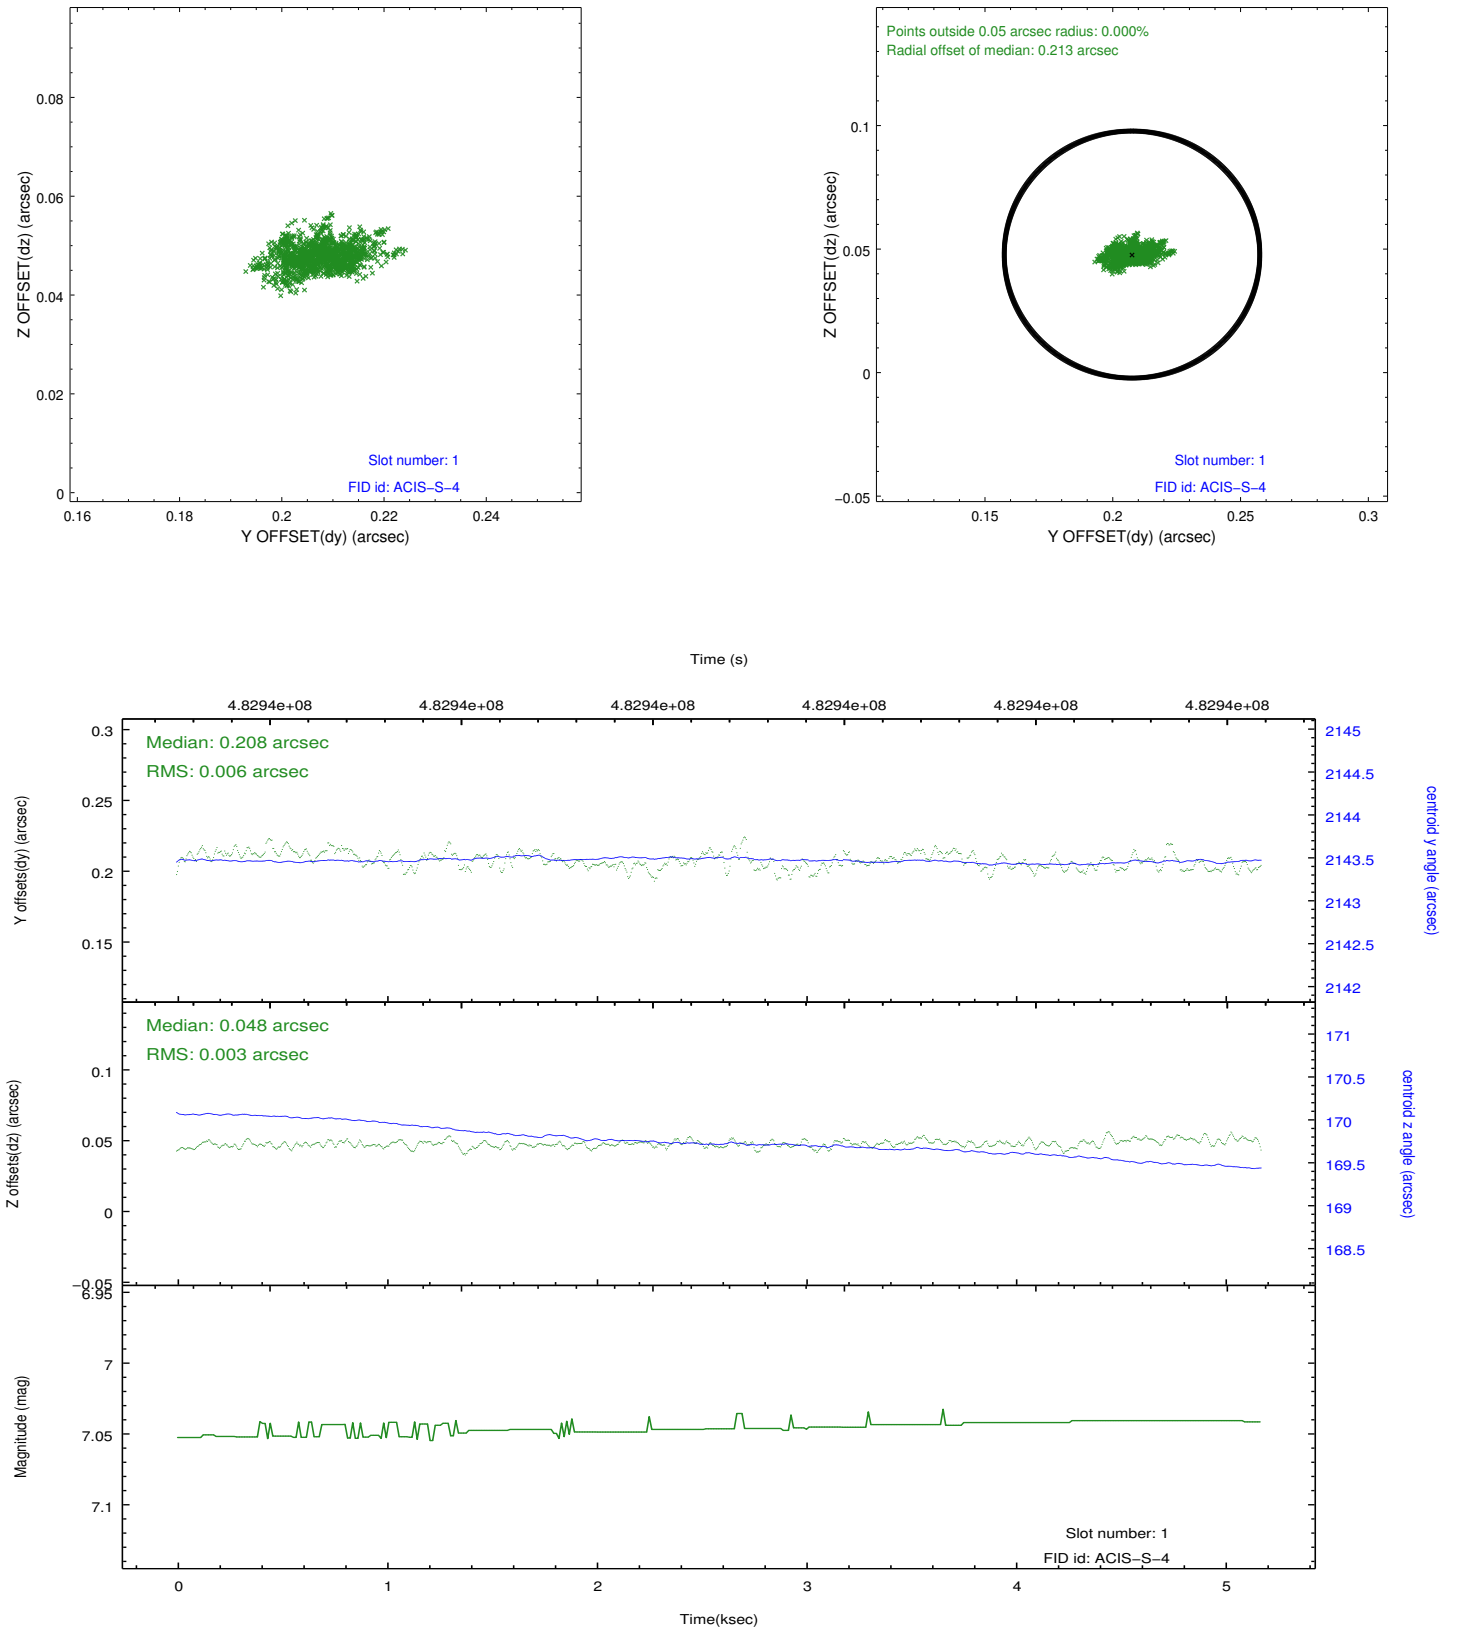 0.08
0.06
0.04
0.02
0
Z OFFSET(dz) (arcsec)
Slot number: 1
FID id: ACIS−S−4
0.16 0.18 0.2 0.22 0.24
Y OFFSET(dy) (arcsec)
Points outside 0.05 arcsec radius: 0.000%
Radial offset of median: 0.213 arcsec
0.1
0.05
0
−0.05
Z OFFSET(dz) (arcsec)
Slot number: 1
FID id: ACIS−S−4
0.15 0.2 0.25 0.3
Y OFFSET(dy) (arcsec)
Time (s)
4.8294e+08 4.8294e+08 4.8294e+08 4.8294e+08 4.8294e+08 4.8294e+08
Median: 0.208 arcsec
RMS: 0.006 arcsec
0.3
0.25
0.2
0.15
Y offsets(dy) (arcsec)
2145
2144.5
2144
2143.5
2143
2142.5
2142
centroid y angle (arcsec)
Median: 0.048 arcsec
RMS: 0.003 arcsec
0.1
0.05
0
−0.05
Z offsets(dz) (arcsec)
171
170.5
170
169.5
169
168.5
centroid z angle (arcsec)
6.95
7
7.05
7.1
Magnitude (mag)
Slot number: 1
FID id: ACIS−S−4
0 1 2 3 4 5
Time(ksec)